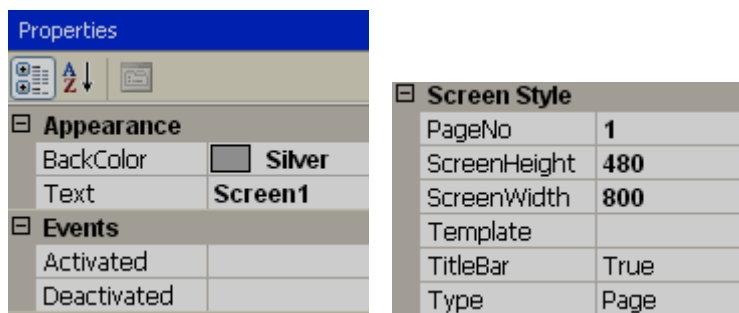 Properties
Appearance
BackColor Silver
Text Screen1
Events
Activated
Deactivated
Screen Style
PageNo 1
ScreenHeight 480
ScreenWidth 800
Template
TitleBar True
Type Page